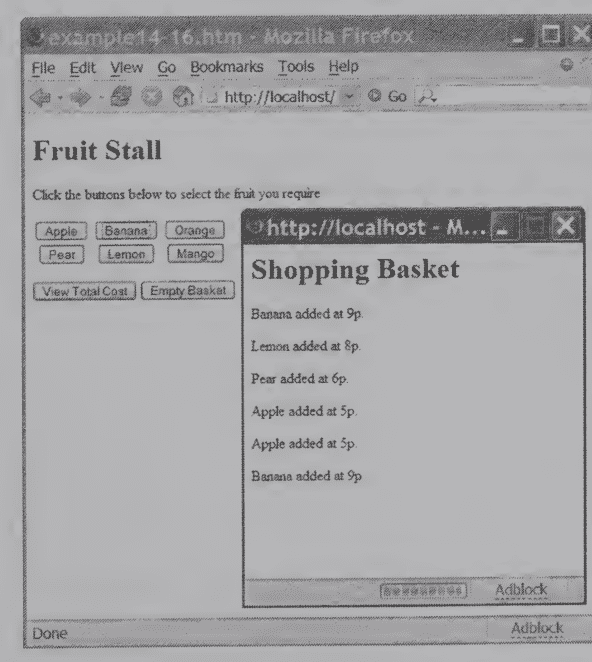 example14-16.htm - Mozilla Firefox
File Edit View Go Bookmarks Tools Help
http://localhost/ Go
Fruit Stall
Click the buttons below to select the fruit you require
Apple Banana Orange
Pear Lemon Mango
View Total Cost Empty Basket
http://localhost - M...
Shopping Basket
Banana added at 9p.
Lemon added at 8p.
Pear added at 6p.
Apple added at 5p.
Apple added at 5p.
Banana added at 9p
Adblock
Done Adblock